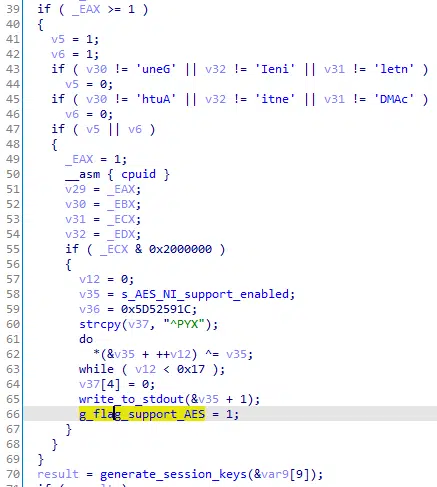 39 if ( _EAX >= 1 )
40 {
41 v5 = 1;
42 v6 = 1;
43 if ( v30 != 'uneG' || v32 != 'Ieni' || v31 != 'letn' )
44 v5 = 0;
45 if ( v30 != 'htuA' || v32 != 'itne' || v31 != 'DMAc' )
46 v6 = 0;
47 if ( v5 || v6 )
48 {
49 _EAX = 1;
50 __asm { cpuid }
51 v29 = _EAX;
52 v30 = _EBX;
53 v31 = _ECX;
54 v32 = _EDX;
55 if ( _ECX & 0x2000000 )
56 {
57 v12 = 0;
58 v35 = s_AES_NI_support_enabled;
59 v36 = 0x5D52591C;
60 strcpy(v37, "^PYX");
61 do
62 *(&v35 + ++v12) ^= v35;
63 while ( v12 < 0x17 );
64 v37[4] = 0;
65 write_to_stdout(&v35 + 1);
66 g_flag_support_AES = 1;
67 }
68 }
69 }
70 result = generate_session_keys(&var9[9]);